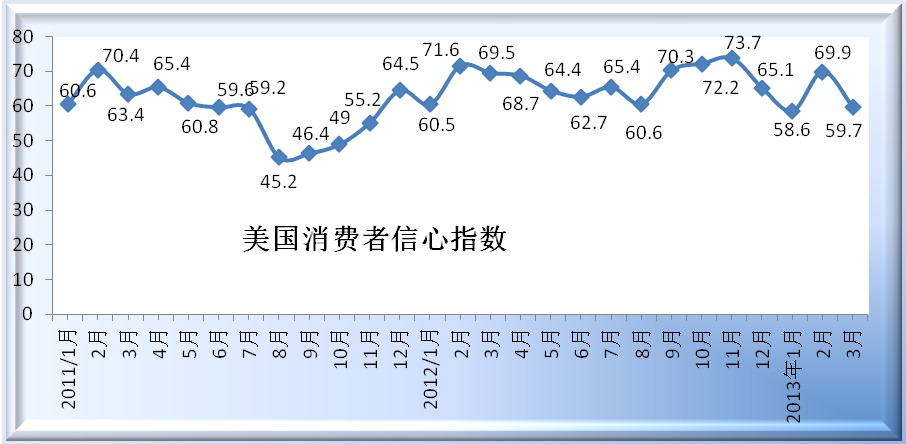 80
70
60
50
40
30
20
10
0
60.6
70.4
63.4
65.4
60.8
59.6
59.2
45.2
46.4
49
55.2
64.5
60.5
71.6
69.5
68.7
64.4
62.7
65.4
60.6
70.3
72.2
73.7
65.1
58.6
69.9
59.7
美国消费者信心指数
2011/1月
2月
3月
4月
5月
6月
7月
8月
9月
10月
11月
12月
2012/1月
2月
3月
4月
5月
6月
7月
8月
9月
10月
11月
12月
2013年1月
2月
3月